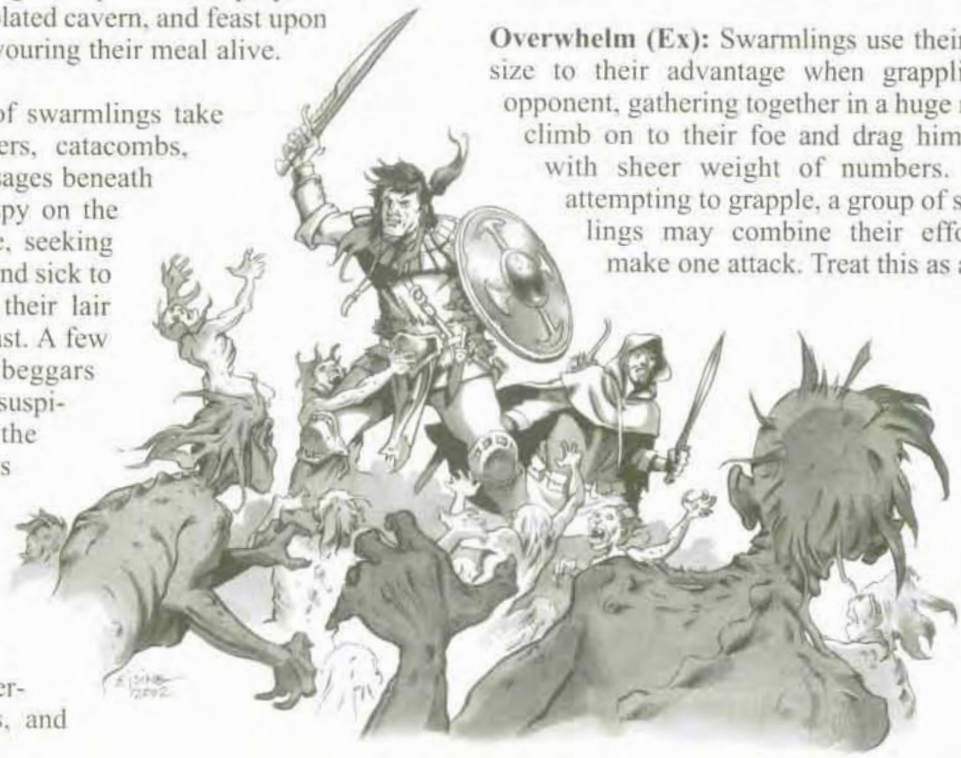 olated cavern, and feast upon
vouring their meal alive.
of swarmlings take
ers, catacombs,
sages beneath
py on the
e, seeking
nd sick to
their lair
ast. A few
beggars
suspi-
the
s
er-
s, and
Overwhelm (Ex): Swarmlings use their
size to their advantage when grappli
opponent, gathering together in a huge
climb on to their foe and drag him
with sheer weight of numbers.
attempting to grapple, a group of s
lings may combine their effo
make one attack. Treat this as a
2002